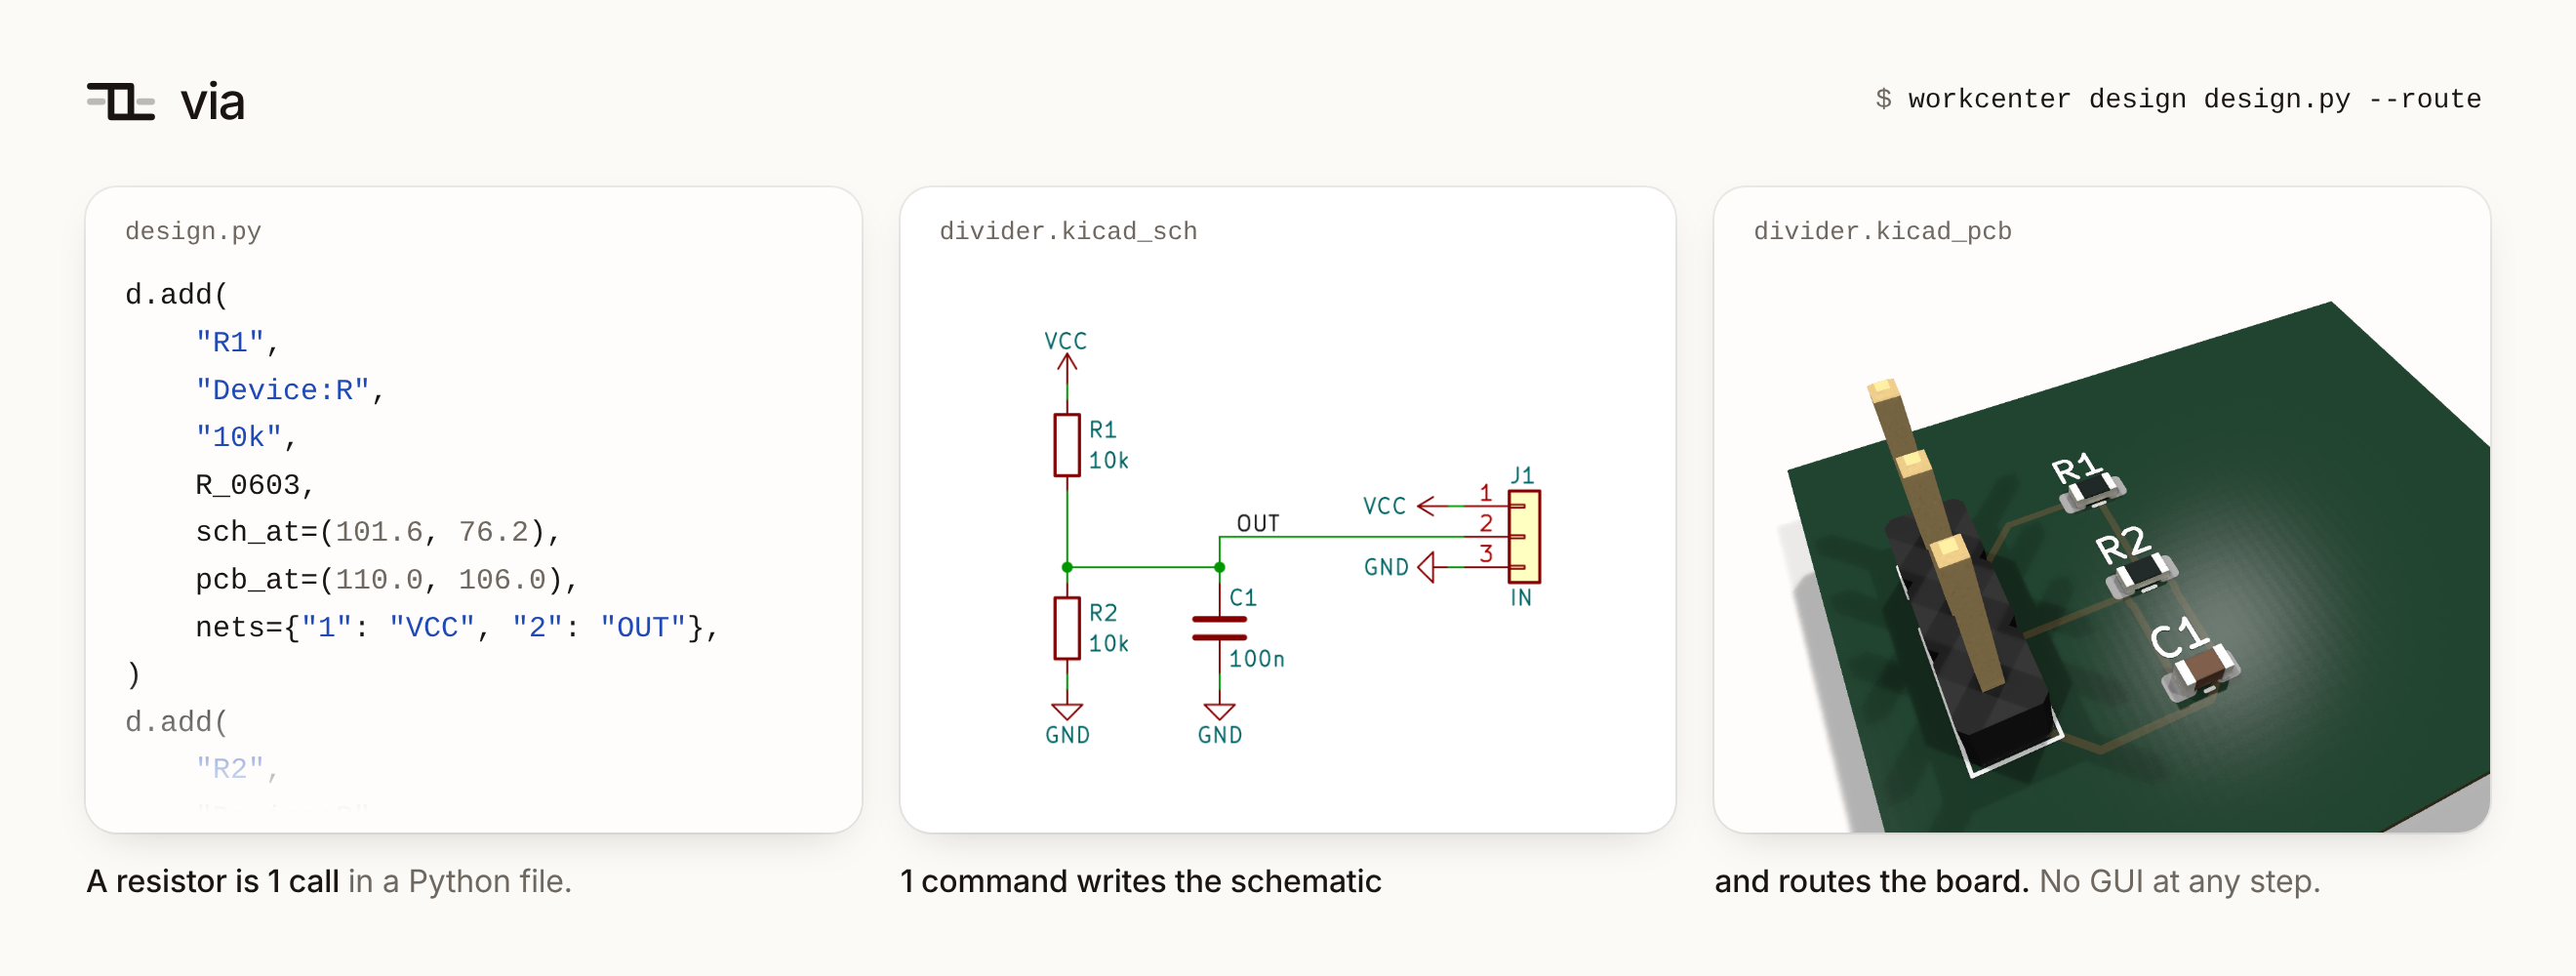 via
$ workcenter design design.py --route
design.py
d.add(
"R1",
"Device:R",
"10k",
R_0603,
sch_at=(101.6, 76.2),
pcb_at=(110.0, 106.0),
nets={"1": "VCC", "2": "OUT"},
)
d.add(
"R2",
A resistor is 1 call in a Python file.
divider.kicad_sch
VCC
R1
10k
J1
VCC
1
OUT
2
GND
3
IN
C1
R2
10k
100n
GND
GND
1 command writes the schematic
divider.kicad_pcb
R1
R2
C1
and routes the board. No GUI at any step.